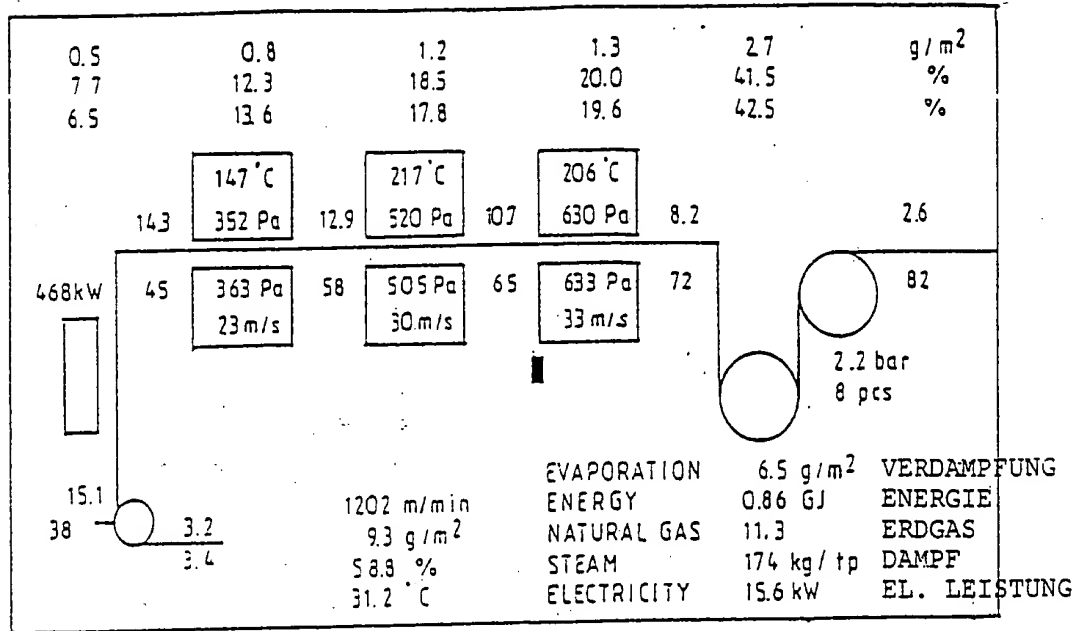 0.5 0.8 1.2 1.3 2.7 g/m2
7 7 12.3 18.5 20.0 41.5 %
6.5 13.6 17.8 19.6 42.5 %
147°C 217°C 206°C
14.3 352 Pa 12.9 520 Pa 10.7 630 Pa 8.2 2.6
468kW 45 363 Pa 58 505 Pa 65 633 Pa 72 82
23 m/s 30 m/s 33 m/s
2.2 bar
8 pcs
EVAPORATION 6.5 g/m2 VERDAMPFUNG
15.1 1202 m/min ENERGY 0.86 GJ ENERGIE
38 3.2 9.3 g/m2 NATURAL GAS 11.3 ERDGAS
3.4 58.8 % STEAM 174 kg/tp DAMPF
31.2 °C ELECTRICITY 15.6 kW EL. LEISTUNG